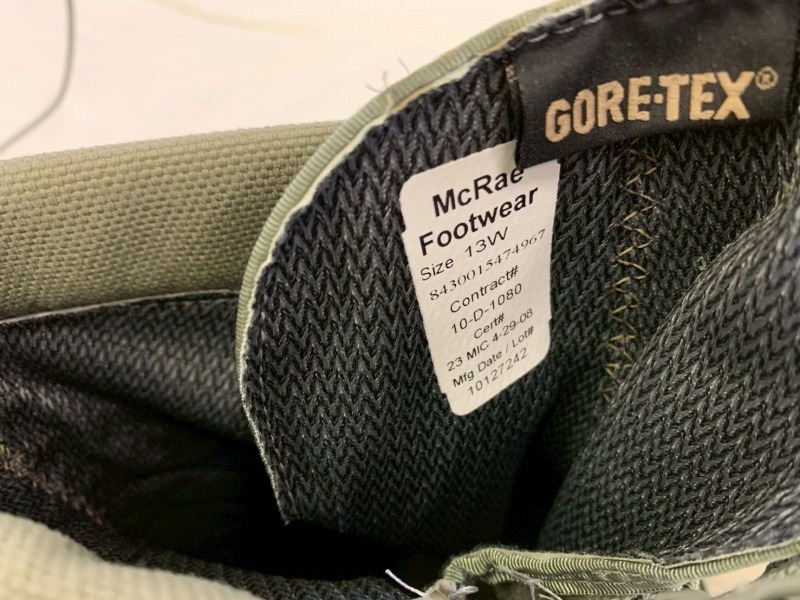 GORE-TEX®
McRae
Footwear
Size 13W
8430015474967
Contract#
10-D-1080
Cert#
23 MIC 4-29-08
Mfg Date / Lot#
10127242